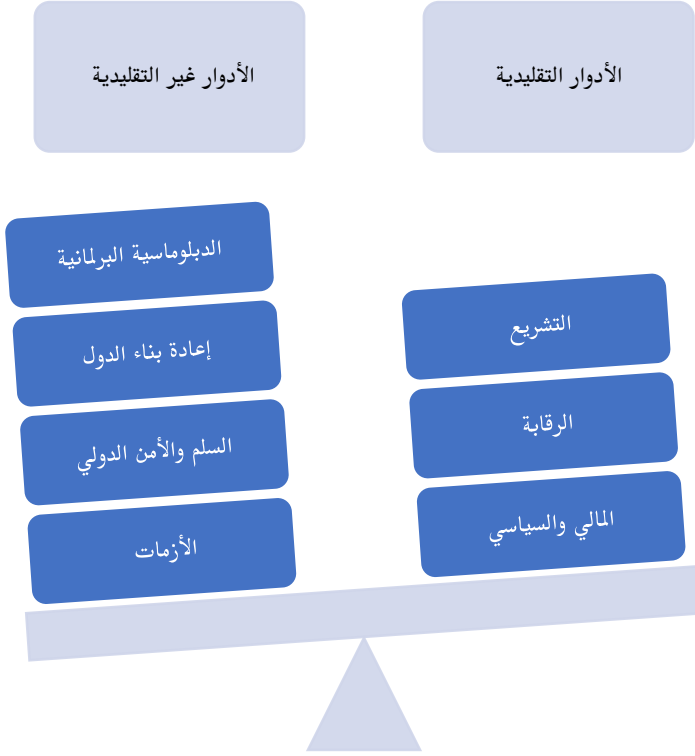 الأدوار التقليدية
التشريع
الرقابة
المالي والسياسي
الأدوار غير التقليدية
الدبلوماسية البرلمانية
إعادة بناء الدول
السلم والأمن الدولي
الأزمات